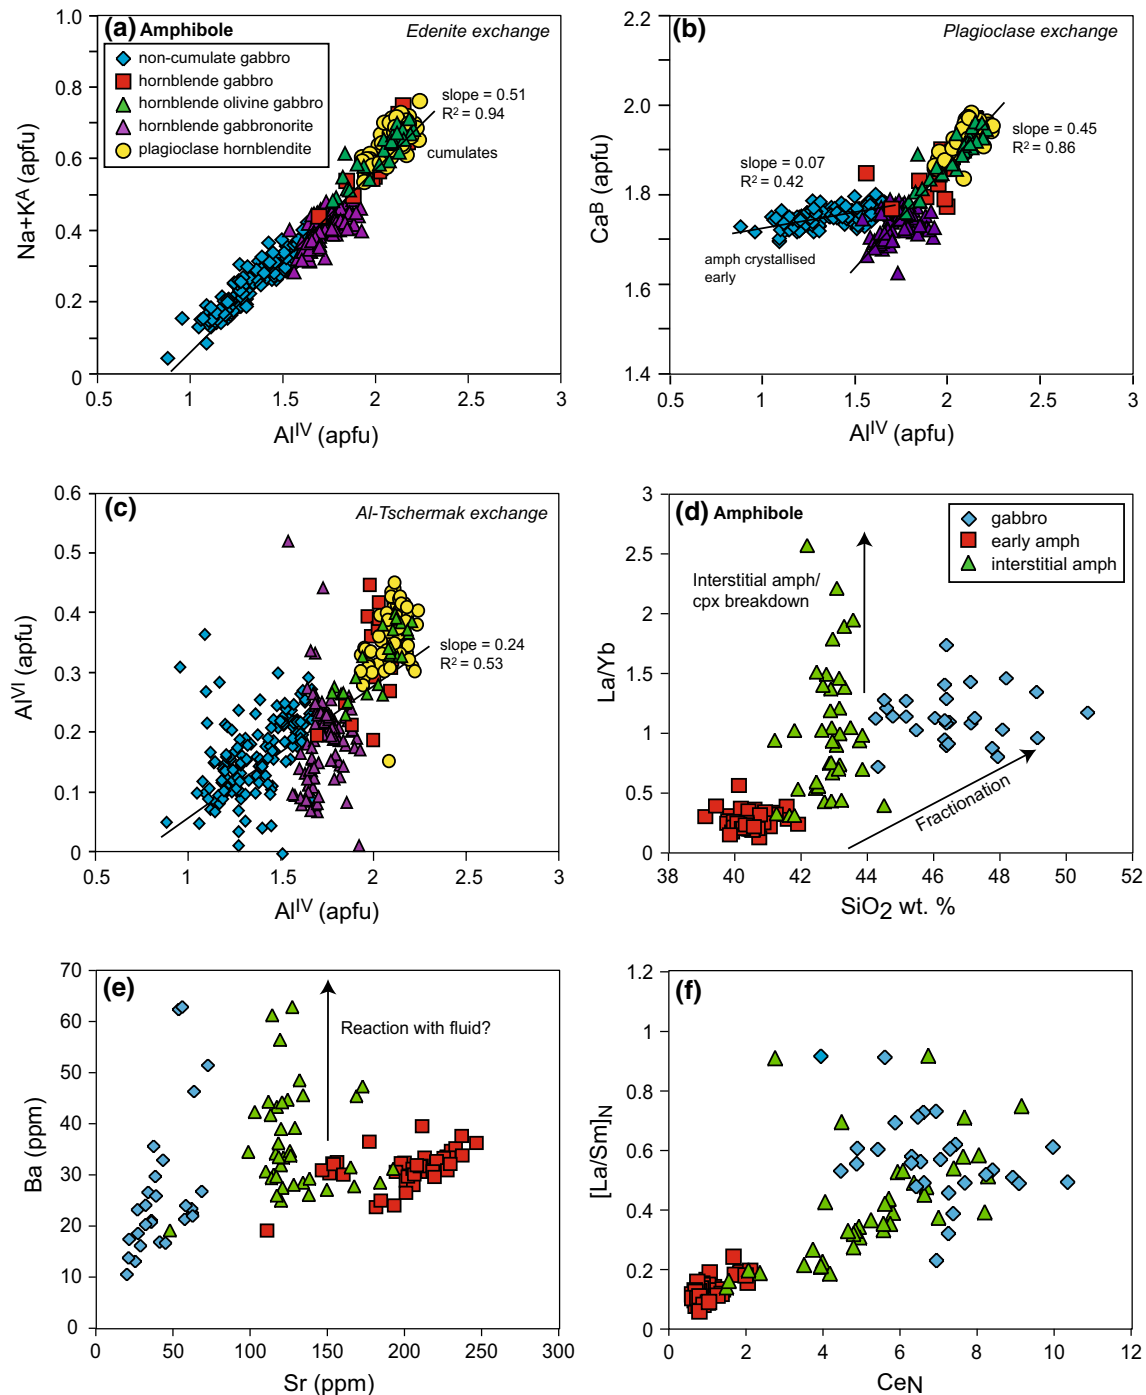 (a) Amphibole
Edenite exchange
non-cumulate gabbro
hornblende gabbro
hornblende olivine gabbro
hornblende gabbronorite
plagioclase hornblendite
slope = 0.51
R² = 0.94
cumulates
Na+Kᴬ (apfu)
1.0
0.8
0.6
0.4
0.2
0
0.5 1 1.5 2 2.5 3
Alᴵⱽ (apfu)
(b)
Plagioclase exchange
slope = 0.07
R² = 0.42
slope = 0.45
R² = 0.86
amph crystallised
early
Caᴮ (apfu)
2.2
2.0
1.8
1.6
1.4
0.5 1 1.5 2 2.5 3
Alᴵⱽ (apfu)
(c)
Al-Tschermak exchange
slope = 0.24
R² = 0.53
Alⱽᴵ (apfu)
0.6
0.5
0.4
0.3
0.2
0.1
0
0.5 1 1.5 2 2.5 3
Alᴵⱽ (apfu)
(d) Amphibole
gabbro
early amph
interstitial amph
Interstitial amph/
cpx breakdown
Fractionation
La/Yb
3
2.5
2
1.5
1
0.5
0
38 40 42 44 46 48 50 52
SiO₂ wt. %
(e)
Reaction with fluid?
Ba (ppm)
70
60
50
40
30
20
10
0
0 50 100 150 200 250 300
Sr (ppm)
(f)
[La/Sm]N
1.2
1
0.8
0.6
0.4
0.2
0
0 2 4 6 8 10 12
CeN